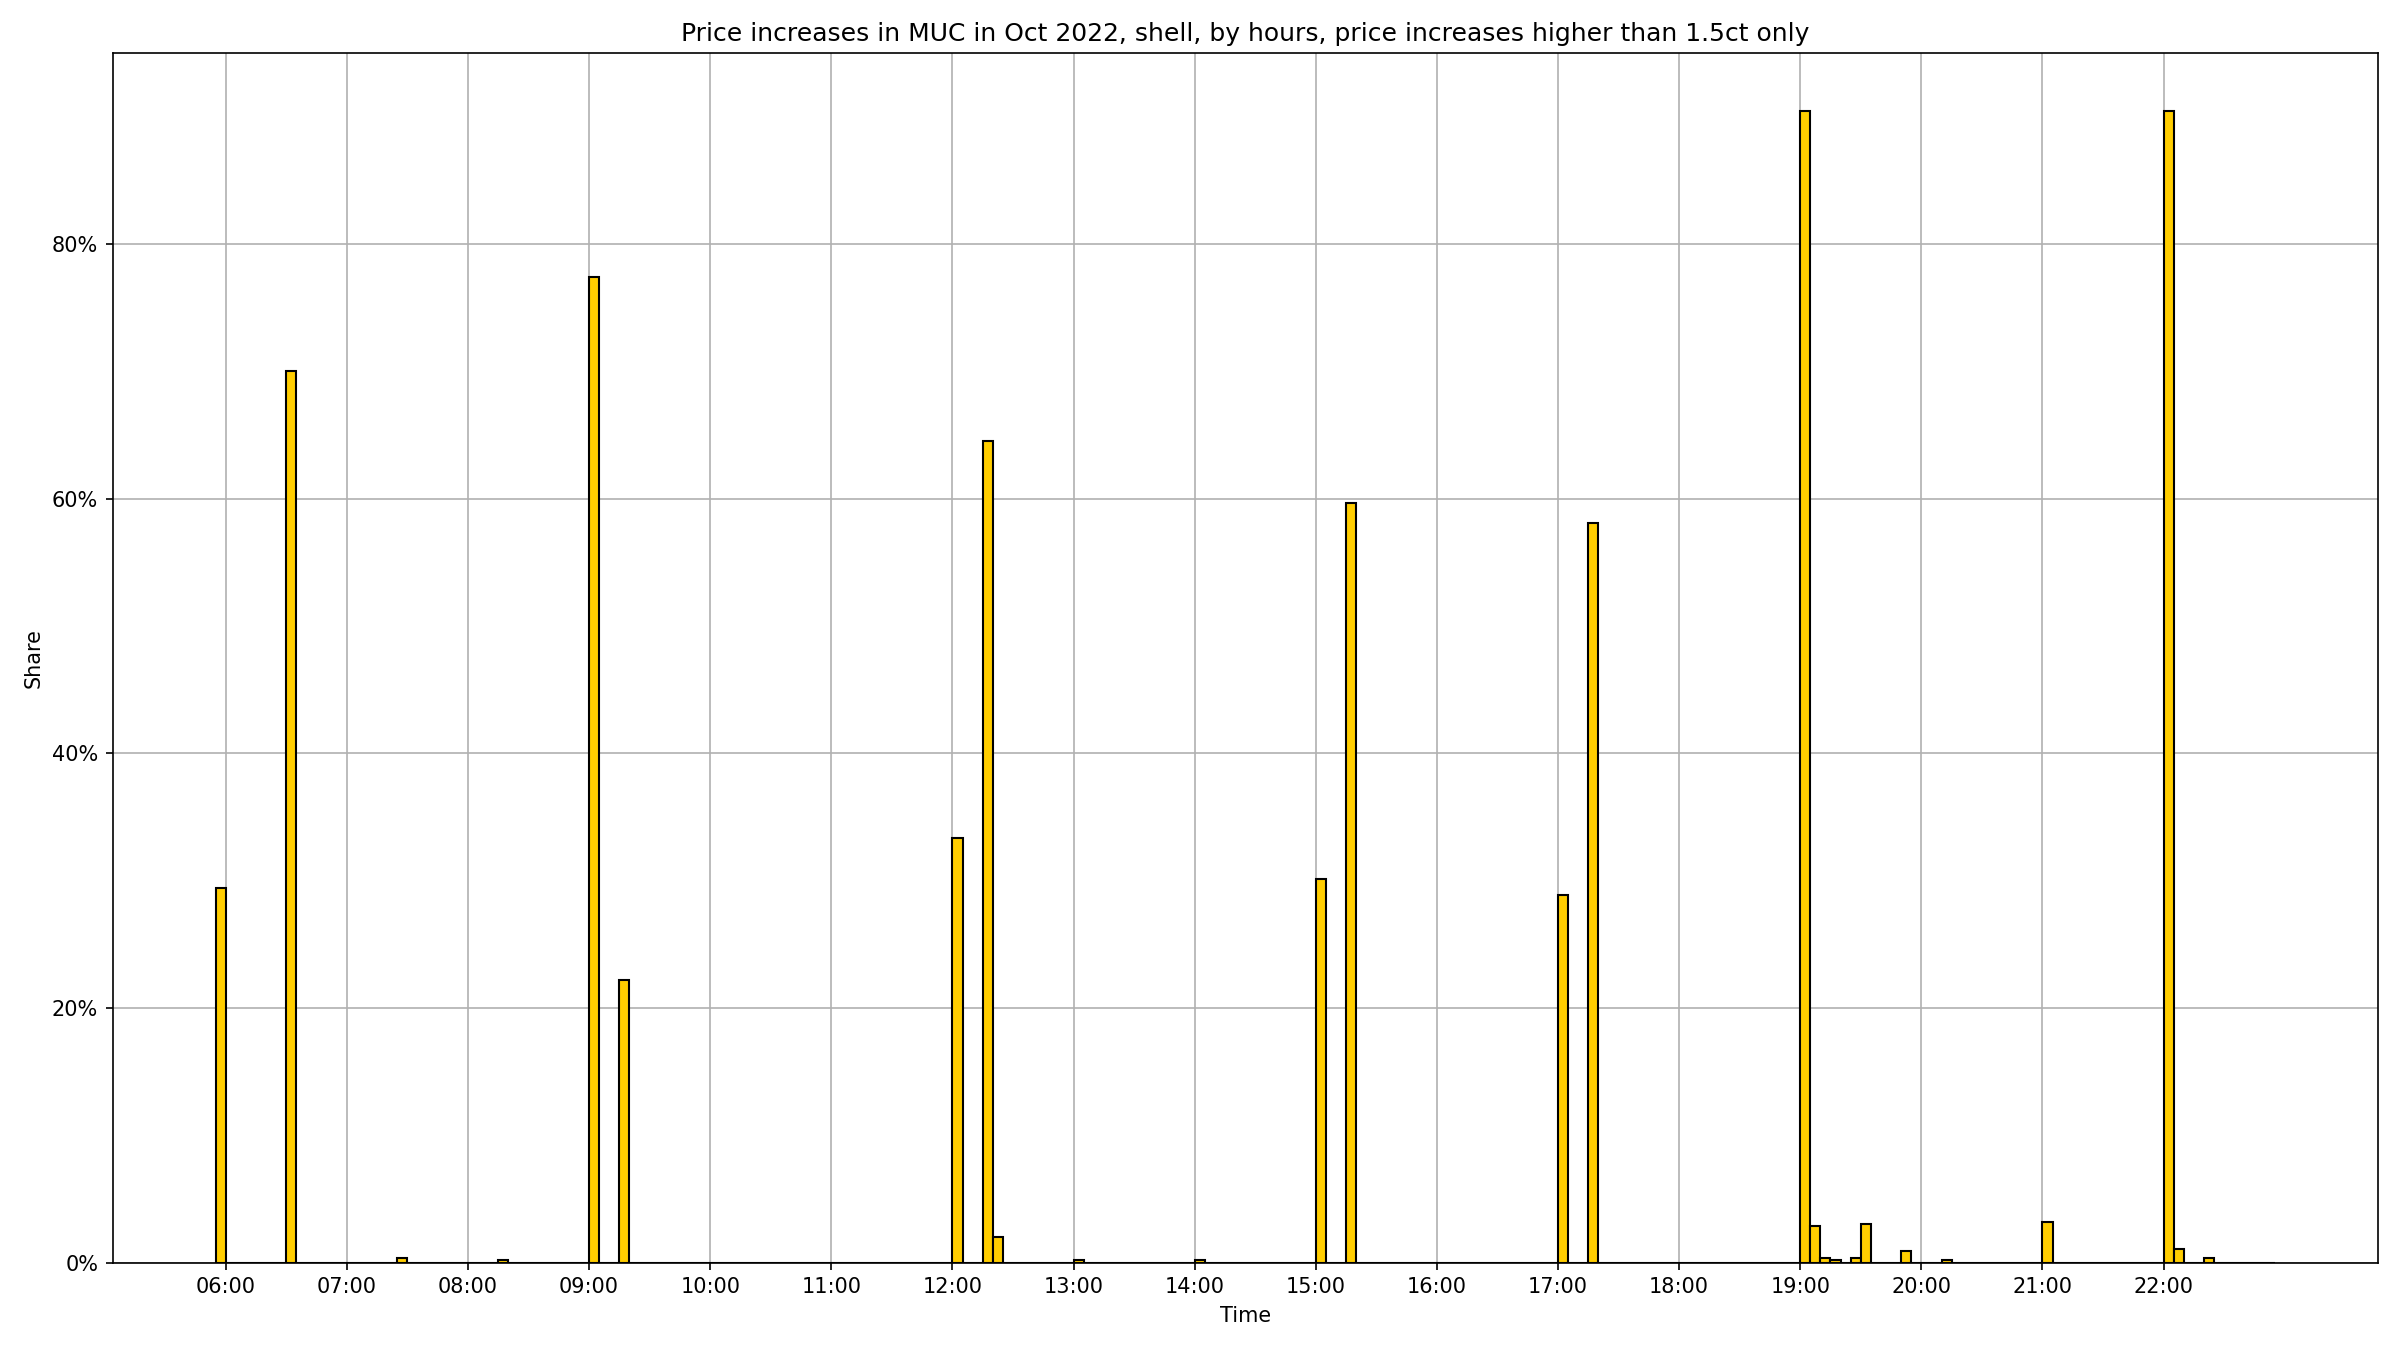 Price increases in MUC in Oct 2022, shell, by hours, price increases higher than 1.5ct only
80%
60%
40%
20%
0%
Share
06:00 07:00 08:00 09:00 10:00 11:00 12:00 13:00 14:00 15:00 16:00 17:00 18:00 19:00 20:00 21:00 22:00
Time